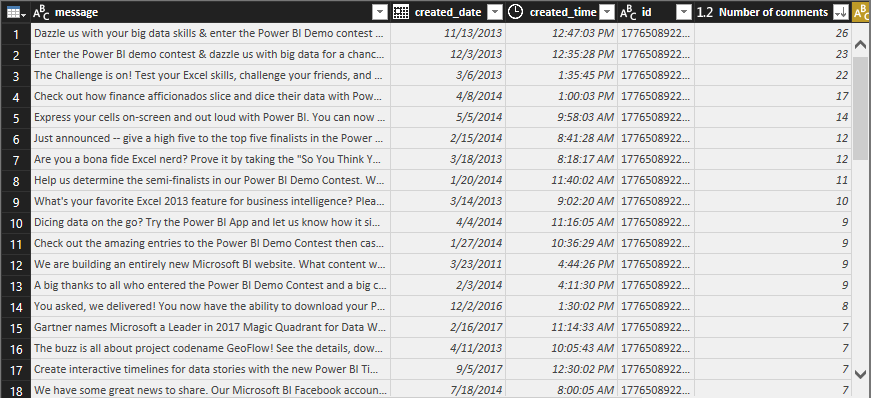 ABC message created_date created_time ABC id 1.2 Number of comments ABC
1 Dazzle us with your big data skills & enter the Power BI Demo contest ... 11/13/2013 12:47:03 PM 1776508922... 26
2 Enter the Power BI demo contest & dazzle us with big data for a chanc... 12/3/2013 12:35:28 PM 1776508922... 23
3 The Challenge is on! Test your Excel skills, challenge your friends, and ... 3/6/2013 1:35:45 PM 1776508922... 22
4 Check out how finance afficionados slice and dice their data with Pow... 4/8/2014 1:00:03 PM 1776508922... 17
5 Express your cells on-screen and out loud with Power BI. You can now ... 5/5/2014 9:58:03 AM 1776508922... 14
6 Just announced -- give a high five to the top five finalists in the Power ... 2/15/2014 8:41:28 AM 1776508922... 12
7 Are you a bona fide Excel nerd? Prove it by taking the "So You Think Y... 3/18/2013 8:18:17 AM 1776508922... 12
8 Help us determine the semi-finalists in our Power BI Demo Contest. W... 1/20/2014 11:40:02 AM 1776508922... 11
9 What's your favorite Excel 2013 feature for business intelligence? Plea... 3/14/2013 9:02:20 AM 1776508922... 10
10 Dicing data on the go? Try the Power BI App and let us know how it si... 4/4/2014 11:16:05 AM 1776508922... 9
11 Check out the amazing entries to the Power BI Demo Contest then cas... 1/27/2014 10:36:29 AM 1776508922... 9
12 We are building an entirely new Microsoft BI website. What content w... 3/23/2011 4:44:26 PM 1776508922... 9
13 A big thanks to all who entered the Power BI Demo Contest and a big c... 2/3/2014 4:11:30 PM 1776508922... 9
14 You asked, we delivered! You now have the ability to download your P... 12/2/2016 1:30:02 PM 1776508922... 8
15 Gartner names Microsoft a Leader in 2017 Magic Quadrant for Data W... 2/16/2017 11:14:33 AM 1776508922... 7
16 The buzz is all about project codename GeoFlow! See the details, dow... 4/11/2013 10:05:43 AM 1776508922... 7
17 Create interactive timelines for data stories with the new Power BI Ti... 9/5/2017 12:30:02 PM 1776508922... 7
18 We have some great news to share. Our Microsoft BI Facebook accoun... 7/18/2014 8:00:05 AM 1776508922... 7